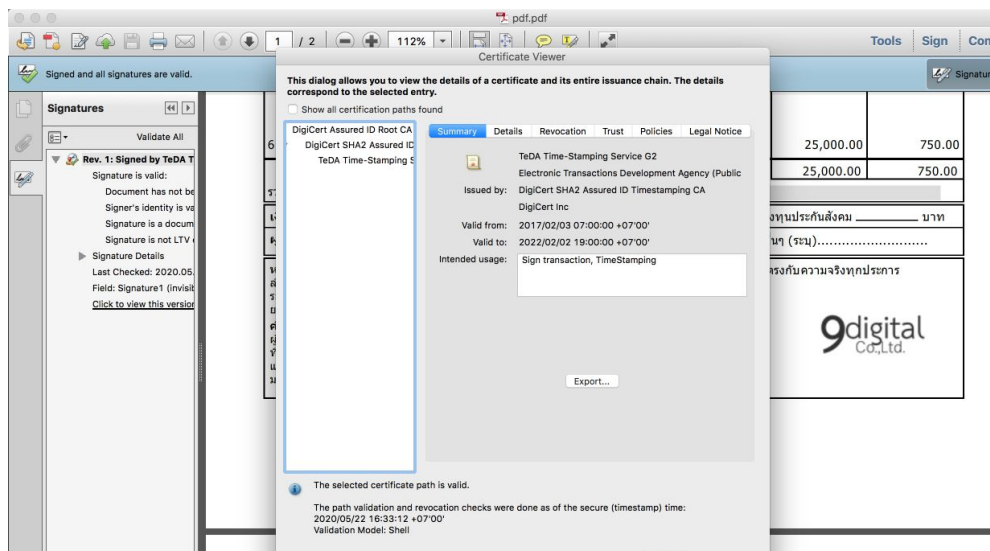 pdf.pdf
1 / 2 112% Tools Sign
Certificate Viewer
Signed and all signatures are valid.
This dialog allows you to view the details of a certificate and its entire issuance chain. The details
correspond to the selected entry.
Show all certification paths found
Signatures
Validate All
Rev. 1: Signed by TeDA T
Signature is valid:
Document has not be
Signer's identity is va
Signature is a docum
Signature is not LTV
Signature Details
Last Checked: 2020.05.
Field: Signature1 (invisib
Click to view this version
DigiCert Assured ID Root CA
DigiCert SHA2 Assured ID
TeDA Time-Stamping S
Summary Details Revocation Trust Policies Legal Notice
TeDA Time-Stamping Service G2
Electronic Transactions Development Agency (Public
Issued by: DigiCert SHA2 Assured ID Timestamping CA
DigiCert Inc
Valid from: 2017/02/03 07:00:00 +07'00'
Valid to: 2022/02/02 19:00:00 +07'00'
Intended usage: Sign transaction, TimeStamping
Export...
The selected certificate path is valid.
The path validation and revocation checks were done as of the secure (timestamp) time:
2020/05/22 16:33:12 +07'00'
Validation Model: Shell
25,000.00 750.00
25,000.00 750.00
งทุนประกันสังคม บาท
นๆ (ระบุ)............................
ตรงกับความจริงทุกประการ
9digital
Co.,Ltd.